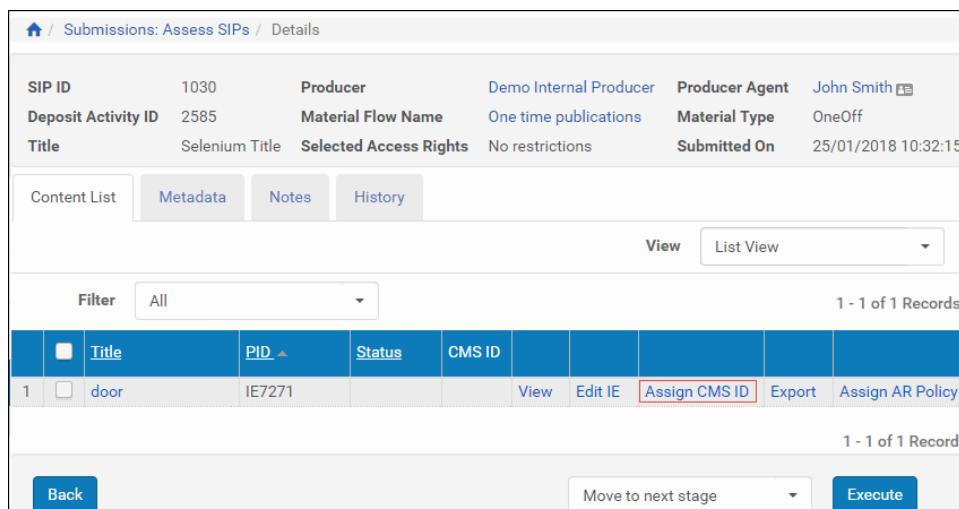 / Submissions: Assess SIPs / Details
SIP ID 1030 Producer Demo Internal Producer Producer Agent John Smith
Deposit Activity ID 2585 Material Flow Name One time publications Material Type OneOff
Title Selenium Title Selected Access Rights No restrictions Submitted On 25/01/2018 10:32:15
Content List Metadata Notes History
View List View
Filter All 1 - 1 of 1 Records
Title PID Status CMS ID
1 door IE7271 View Edit IE Assign CMS ID Export Assign AR Policy
1 - 1 of 1 Record
Back Move to next stage Execute